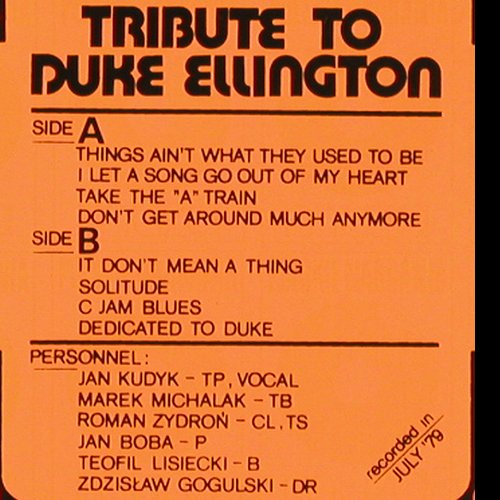 TRIBUTE TO
DUKE ELLINGTON
SIDE A
THINGS AIN'T WHAT THEY USED TO BE
I LET A SONG GO OUT OF MY HEART
TAKE THE "A" TRAIN
DON'T GET AROUND MUCH ANYMORE
SIDE B
IT DON'T MEAN A THING
SOLITUDE
C JAM BLUES
DEDICATED TO DUKE
PERSONNEL:
JAN KUDYK - TP, VOCAL
MAREK MICHALAK - TB
ROMAN ZYDROŃ - CL, TS
JAN BOBA - P
TEOFIL LISIECKI - B
ZDZISŁAW GOGULSKI - DR
recorded in
JULY '79